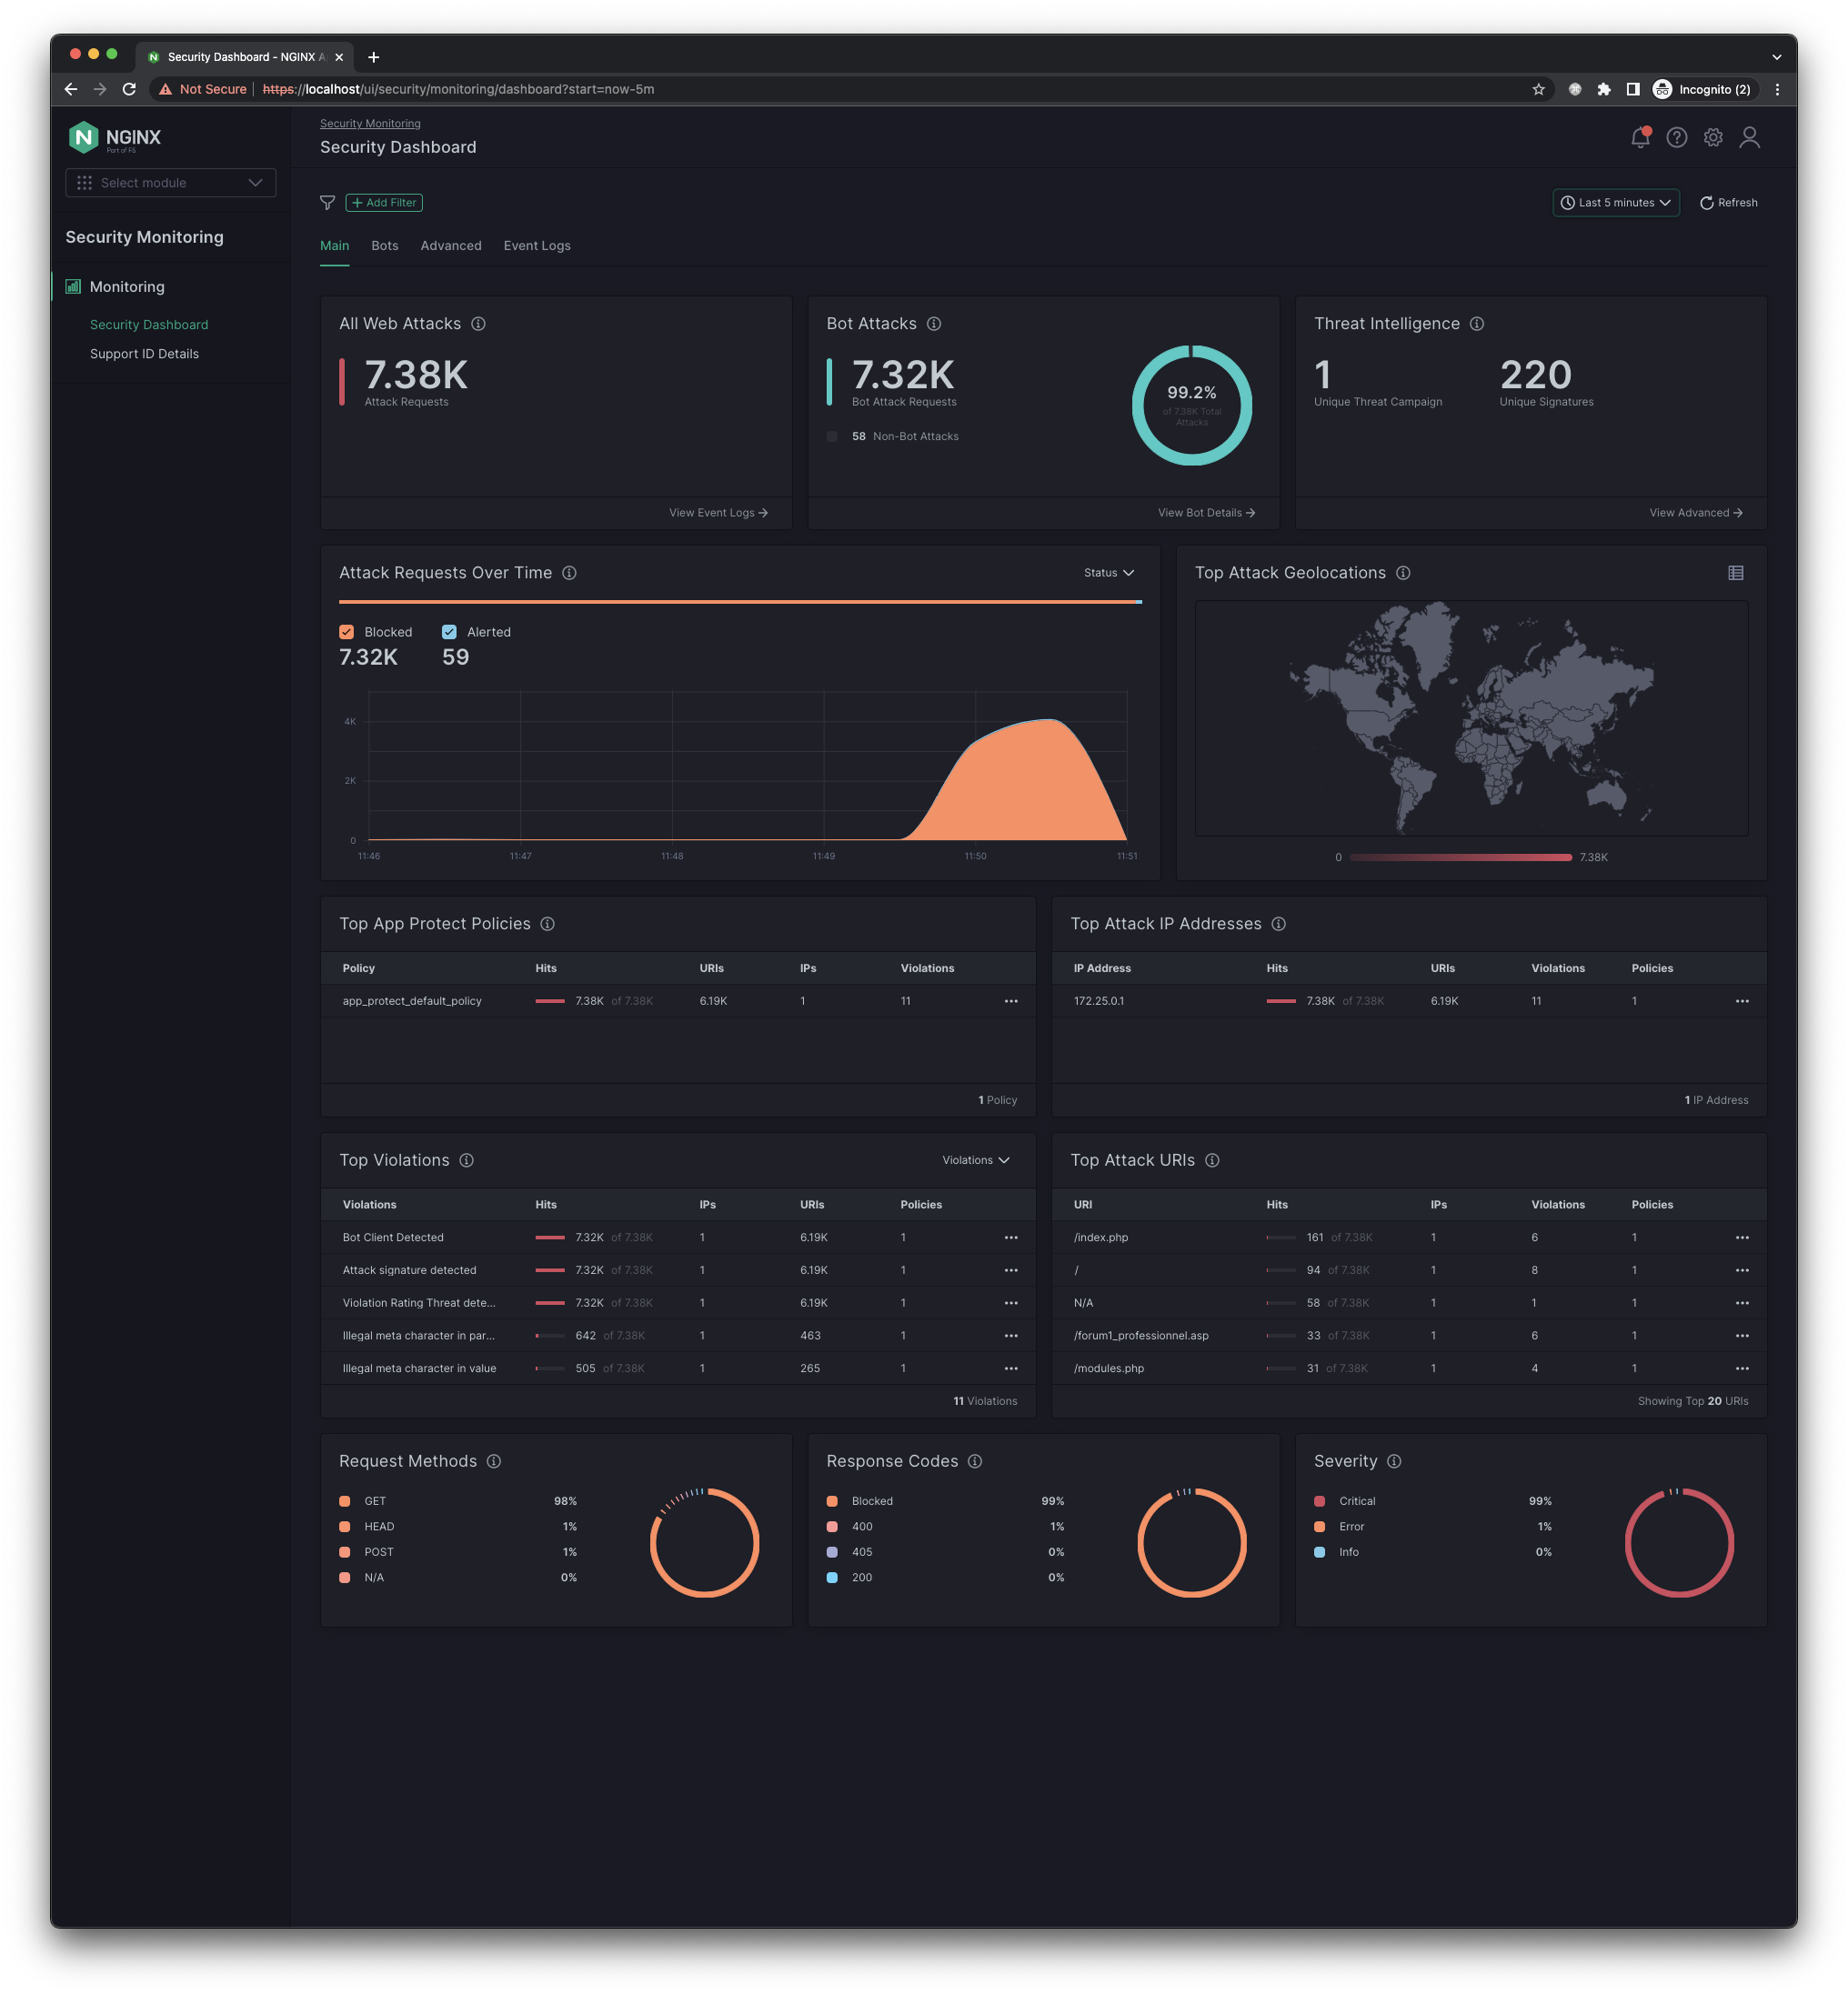 Security Dashboard - NGINX A
Not Secure https://localhost/ui/security/monitoring/dashboard?start=now-5m Incognito (2)
NGINX
Part of F5
Select module
Security Monitoring
Monitoring
Security Dashboard
Support ID Details
Security Monitoring
Security Dashboard
Add Filter Last 5 minutes Refresh
Main Bots Advanced Event Logs
All Web Attacks
7.38K
Attack Requests
View Event Logs
Bot Attacks
7.32K
Bot Attack Requests
58 Non-Bot Attacks
99.2%
of 7.38K Total
Attacks
View Bot Details
Threat Intelligence
1 220
Unique Threat Campaign Unique Signatures
View Advanced
Attack Requests Over Time Status
Blocked Alerted
7.32K 59
4K
2K
0
11:46 11:47 11:48 11:49 11:50 11:51
Top Attack Geolocations
0 7.38K
Top App Protect Policies
Policy Hits URIs IPs Violations
app_protect_default_policy 7.38K of 7.38K 6.19K 1 11
1 Policy
Top Attack IP Addresses
IP Address Hits URIs Violations Policies
172.25.0.1 7.38K of 7.38K 6.19K 11 1
1 IP Address
Top Violations Violations
Violations Hits IPs URIs Policies
Bot Client Detected 7.32K of 7.38K 1 6.19K 1
Attack signature detected 7.32K of 7.38K 1 6.19K 1
Violation Rating Threat dete... 7.32K of 7.38K 1 6.19K 1
Illegal meta character in par... 642 of 7.38K 1 463 1
Illegal meta character in value 505 of 7.38K 1 265 1
11 Violations
Top Attack URIs
URI Hits IPs Violations Policies
/index.php 161 of 7.38K 1 6 1
/ 94 of 7.38K 1 8 1
N/A 58 of 7.38K 1 1 1
/forum1_professionnel.asp 33 of 7.38K 1 6 1
/modules.php 31 of 7.38K 1 4 1
Showing Top 20 URIs
Request Methods
GET 98%
HEAD 1%
POST 1%
N/A 0%
Response Codes
Blocked 99%
400 1%
405 0%
200 0%
Severity
Critical 99%
Error 1%
Info 0%